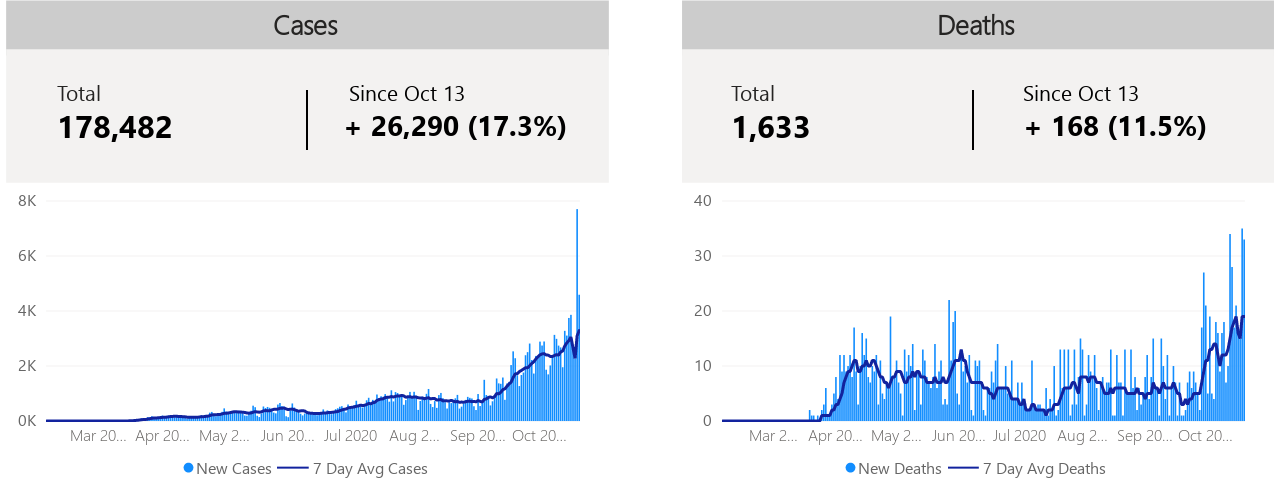 Cases
Total
178,482
Since Oct 13
+ 26,290 (17.3%)
8K
6K
4K
2K
0K
Mar 20... Apr 20... May 2... Jun 20... Jul 2020 Aug 2... Sep 20... Oct 20...
New Cases 7 Day Avg Cases
Deaths
Total
1,633
Since Oct 13
+ 168 (11.5%)
40
30
20
10
0
Mar 2... Apr 20... May 2... Jun 20... Jul 2020 Aug 2... Sep 20... Oct 20...
New Deaths 7 Day Avg Deaths